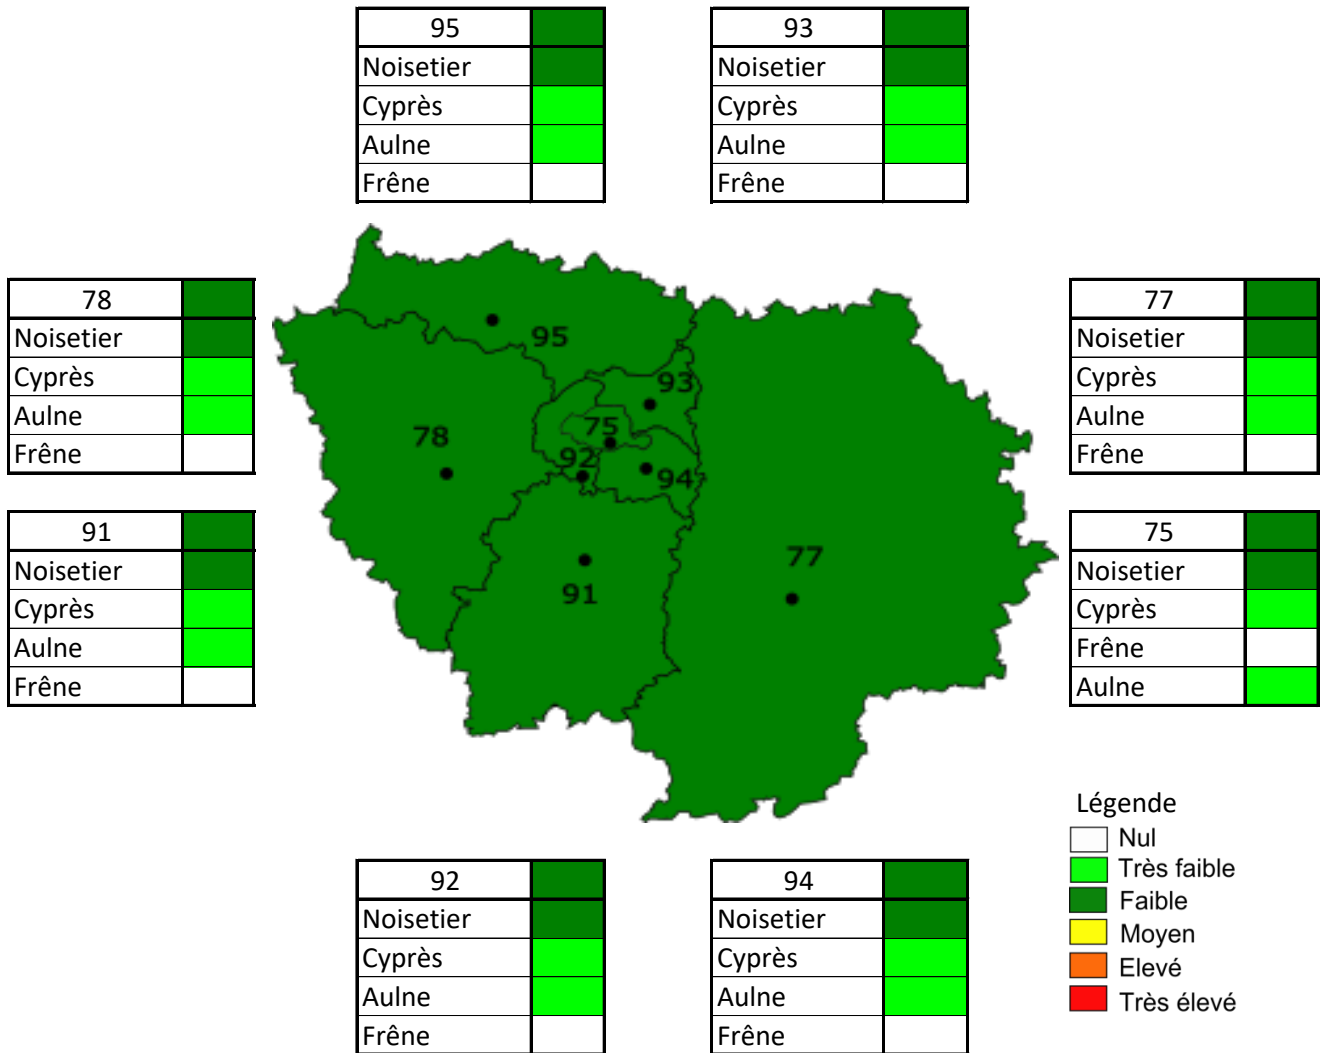 95
Noisetier
Cyprès
Aulne
Frêne
93
Noisetier
Cyprès
Aulne
Frêne
78
Noisetier
Cyprès
Aulne
Frêne
77
Noisetier
Cyprès
Aulne
Frêne
91
Noisetier
Cyprès
Aulne
Frêne
75
Noisetier
Cyprès
Frêne
Aulne
95
93
78
75
92
94
77
91
92
Noisetier
Cyprès
Aulne
Frêne
94
Noisetier
Cyprès
Aulne
Frêne
Légende
Nul
Très faible
Faible
Moyen
Elevé
Très élevé